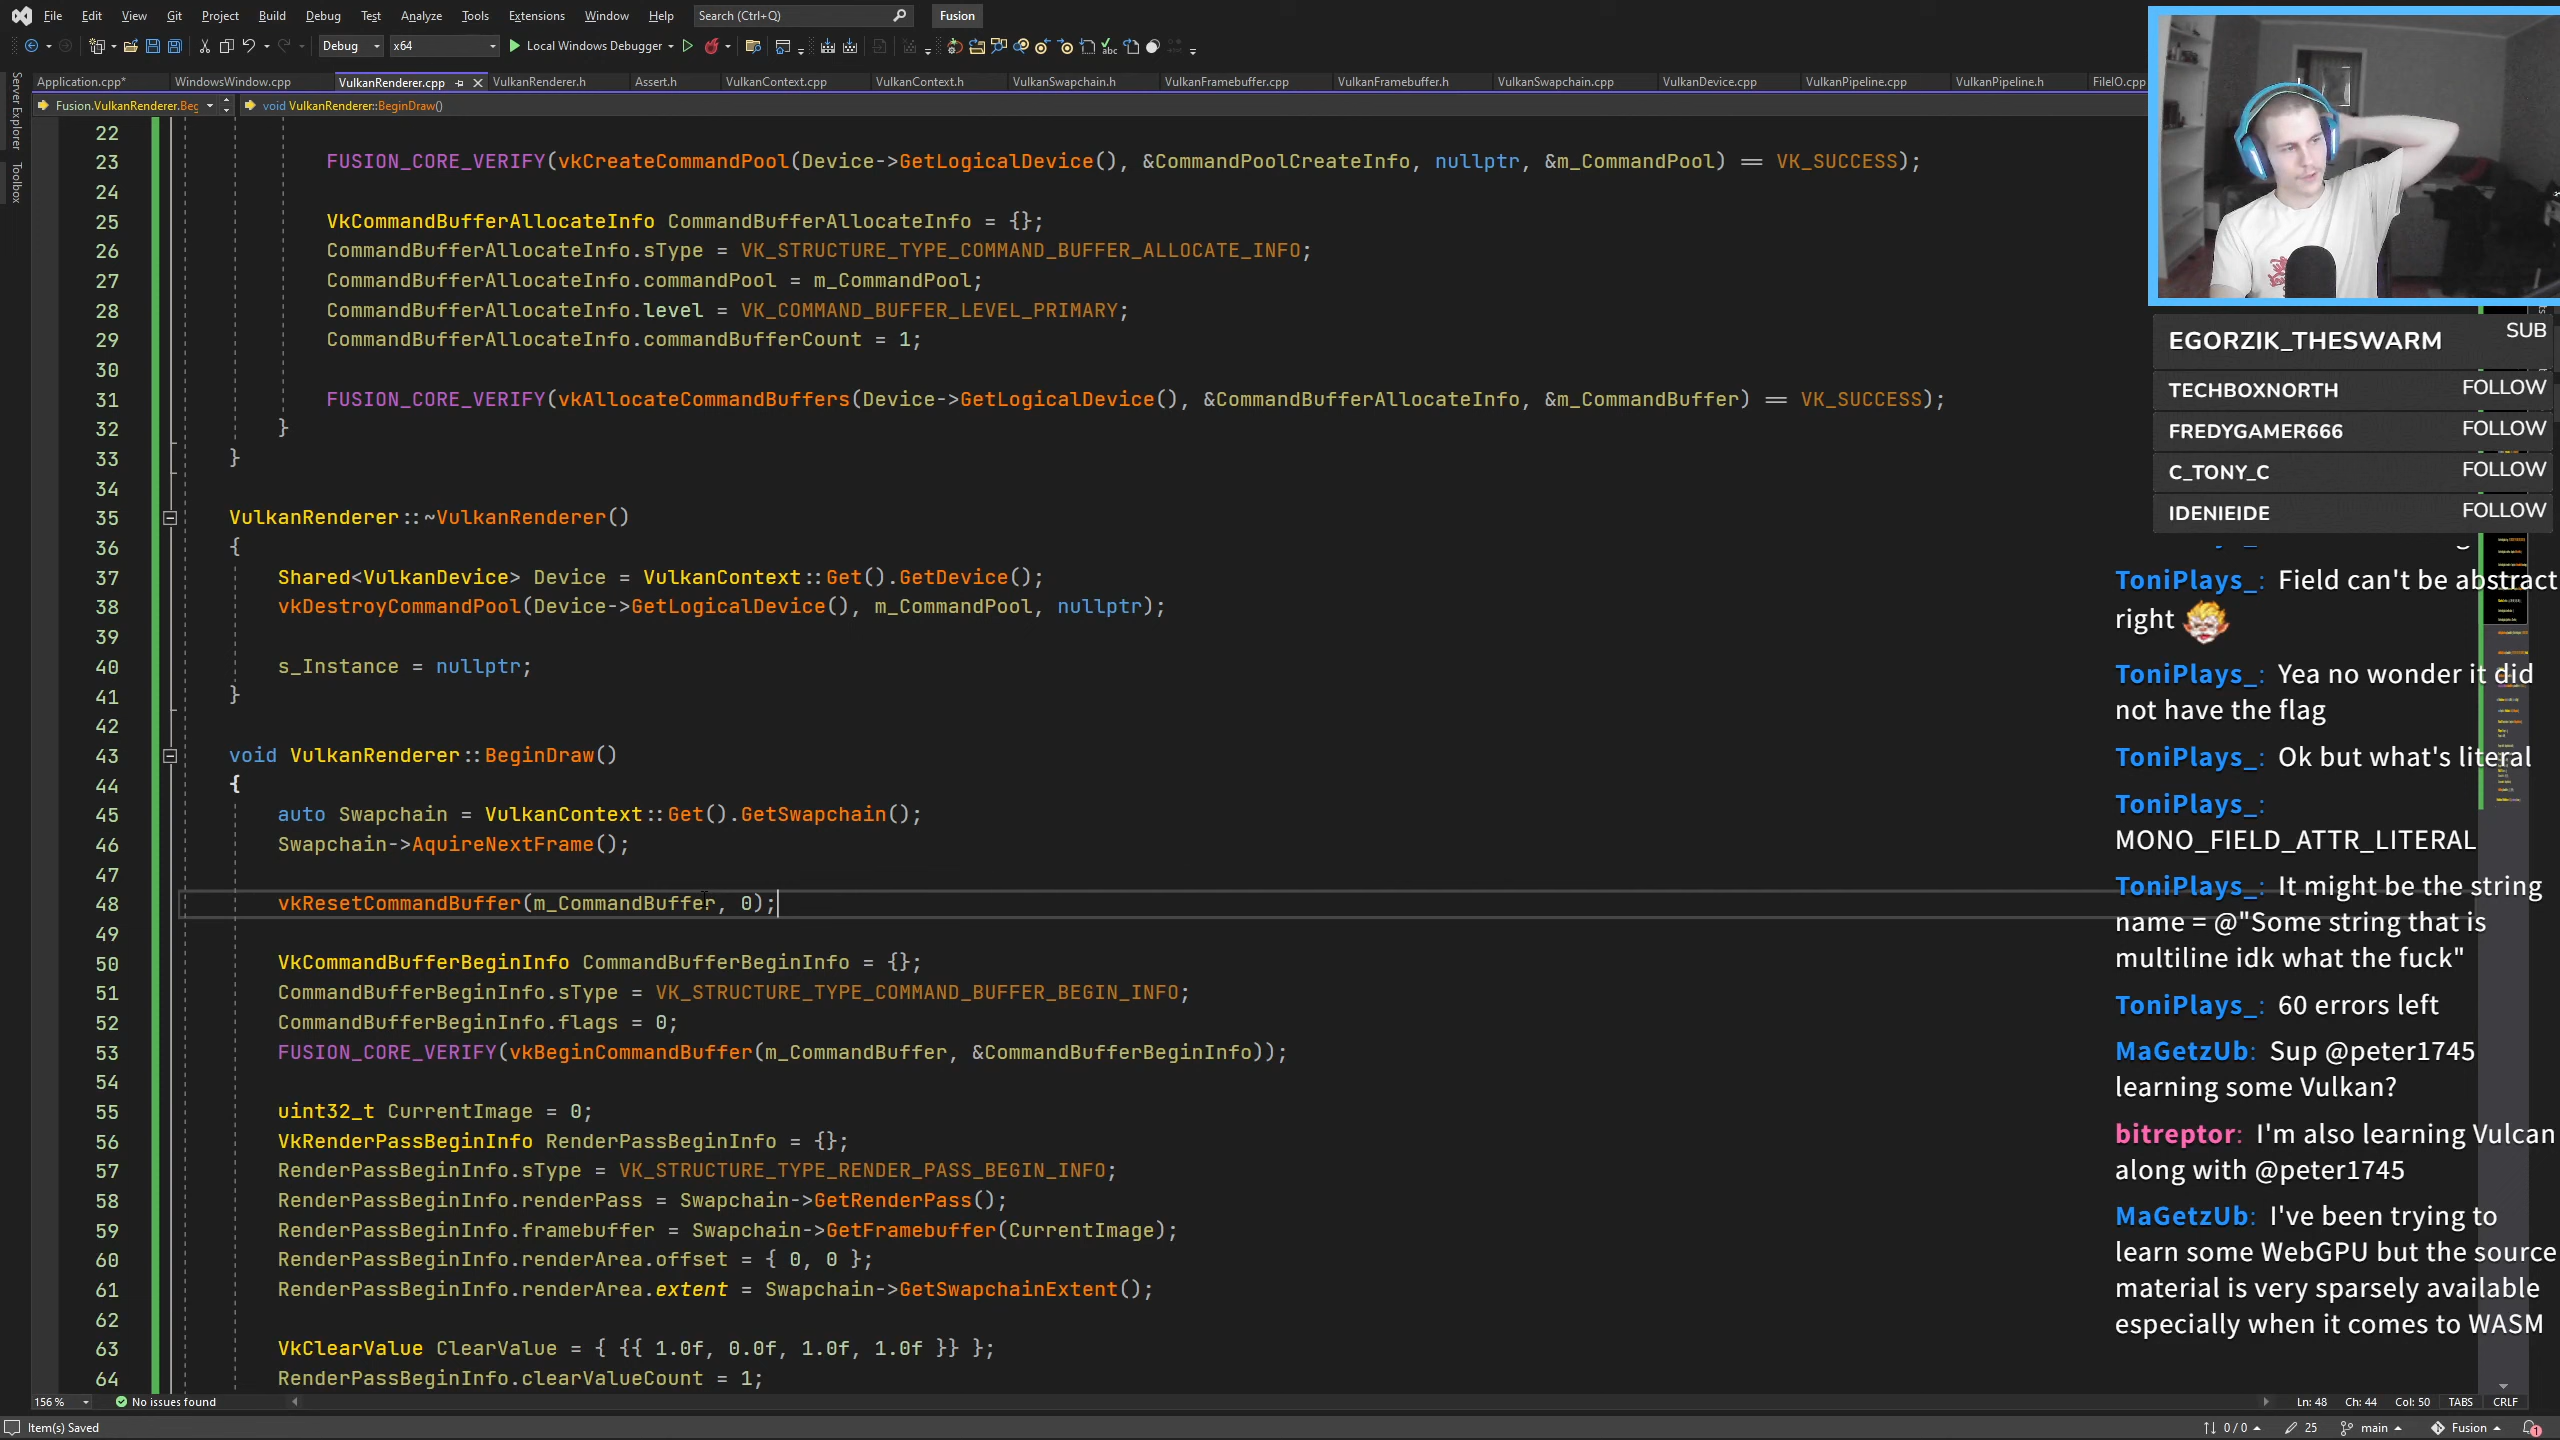 File Edit View Git Project Build Debug Test Analyze Tools Extensions Window Help Search (Ctrl+Q) Fusion
Debug x64 Local Windows Debugger
Server Explorer
Toolbox
Application.cpp* WindowsWindow.cpp VulkanRenderer.cpp VulkanRenderer.h Assert.h VulkanContext.cpp VulkanContext.h VulkanSwapchain.h VulkanFramebuffer.cpp VulkanFramebuffer.h VulkanSwapchain.cpp VulkanDevice.cpp VulkanPipeline.cpp VulkanPipeline.h FileIO.cpp
Fusion.VulkanRenderer.Beg void VulkanRenderer::BeginDraw()
22
23 FUSION_CORE_VERIFY(vkCreateCommandPool(Device->GetLogicalDevice(), &CommandPoolCreateInfo, nullptr, &m_CommandPool) == VK_SUCCESS);
24
25 VkCommandBufferAllocateInfo CommandBufferAllocateInfo = {};
26 CommandBufferAllocateInfo.sType = VK_STRUCTURE_TYPE_COMMAND_BUFFER_ALLOCATE_INFO;
27 CommandBufferAllocateInfo.commandPool = m_CommandPool;
28 CommandBufferAllocateInfo.level = VK_COMMAND_BUFFER_LEVEL_PRIMARY;
29 CommandBufferAllocateInfo.commandBufferCount = 1;
30
31 FUSION_CORE_VERIFY(vkAllocateCommandBuffers(Device->GetLogicalDevice(), &CommandBufferAllocateInfo, &m_CommandBuffer) == VK_SUCCESS);
32 }
33 }
34
35 VulkanRenderer::~VulkanRenderer()
36 {
37 Shared<VulkanDevice> Device = VulkanContext::Get().GetDevice();
38 vkDestroyCommandPool(Device->GetLogicalDevice(), m_CommandPool, nullptr);
39
40 s_Instance = nullptr;
41 }
42
43 void VulkanRenderer::BeginDraw()
44 {
45 auto Swapchain = VulkanContext::Get().GetSwapchain();
46 Swapchain->AquireNextFrame();
47
48 vkResetCommandBuffer(m_CommandBuffer, 0);
49
50 VkCommandBufferBeginInfo CommandBufferBeginInfo = {};
51 CommandBufferBeginInfo.sType = VK_STRUCTURE_TYPE_COMMAND_BUFFER_BEGIN_INFO;
52 CommandBufferBeginInfo.flags = 0;
53 FUSION_CORE_VERIFY(vkBeginCommandBuffer(m_CommandBuffer, &CommandBufferBeginInfo));
54
55 uint32_t CurrentImage = 0;
56 VkRenderPassBeginInfo RenderPassBeginInfo = {};
57 RenderPassBeginInfo.sType = VK_STRUCTURE_TYPE_RENDER_PASS_BEGIN_INFO;
58 RenderPassBeginInfo.renderPass = Swapchain->GetRenderPass();
59 RenderPassBeginInfo.framebuffer = Swapchain->GetFramebuffer(CurrentImage);
60 RenderPassBeginInfo.renderArea.offset = { 0, 0 };
61 RenderPassBeginInfo.renderArea.extent = Swapchain->GetSwapchainExtent();
62
63 VkClearValue ClearValue = { {{ 1.0f, 0.0f, 1.0f, 1.0f }} };
64 RenderPassBeginInfo.clearValueCount = 1;
EGORZIK_THESWARM SUB
TECHBOXNORTH FOLLOW
FREDYGAMER666 FOLLOW
C_TONY_C FOLLOW
IDENIEIDE FOLLOW
ToniPlays_: Field can't be abstract
right
ToniPlays_: Yea no wonder it did
not have the flag
ToniPlays_: Ok but what's literal
ToniPlays_:
MONO_FIELD_ATTR_LITERAL
ToniPlays_: It might be the string
name = @"Some string that is
multiline idk what the fuck"
ToniPlays_: 60 errors left
MaGetzUb: Sup @peter1745
learning some Vulkan?
bitreptor: I'm also learning Vulcan
along with @peter1745
MaGetzUb: I've been trying to
learn some WebGPU but the source
material is very sparsely available
especially when it comes to WASM
156 % No issues found Ln: 48 Ch: 44 Col: 50 TABS CRLF
Item(s) Saved 0 / 0 25 main Fusion 1